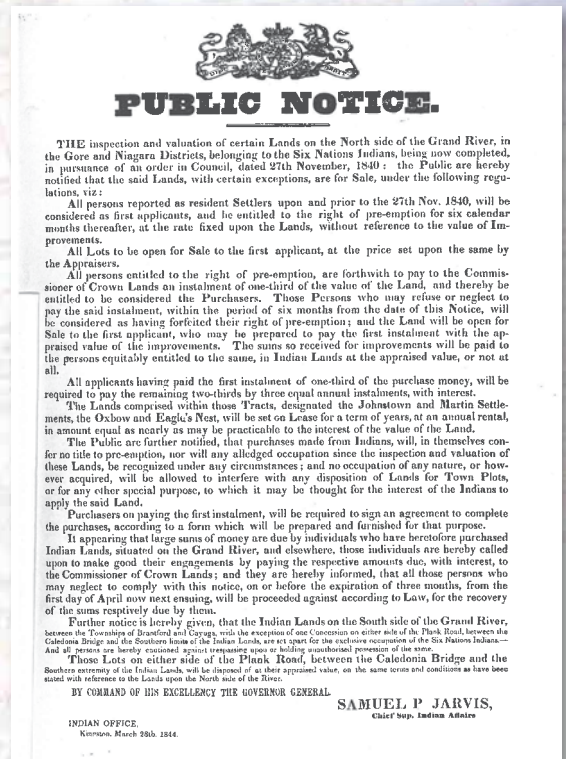 PUBLIC NOTICE.
THE inspection and valuation of certain Lands on the North side of the Grand River, in
the Gore and Niagara Districts, belonging to the Six Nations Indians, being now completed,
in pursuance of an order in Council, dated 27th November, 1840: the Public are hereby
notified that the said Lands, with certain exceptions, are for Sale, under the following regu-
lations, viz:
All persons reported as resident Settlers upon and prior to the 27th Nov. 1840, will be
considered as first applicants, and be entitled to the right of pre-emption for six calendar
months thereafter, at the rate fixed upon the Lands, without reference to the value of Im-
provements.
All Lots to be open for Sale to the first applicant, at the price set upon the same by
the Appraisers.
All persons entitled to the right of pre-emption, are forthwith to pay to the Commis-
sioner of Crown Lands an instalment of one-third of the value of the Land, and thereby be
entitled to be considered the Purchasers. Those Persons who may refuse or neglect to
pay the said instalment, within the period of six months from the date of this Notice, will
be considered as having forfeited their right of pre-emption; and the Land will be open for
Sale to the first applicant, who may be prepared to pay the first instalment with the ap-
praised value of the improvements. The sums so received for improvements will be paid to
the persons equitably entitled to the same, in Indian Lands at the appraised value, or not at
all.
All applicants having paid the first instalment of one-third of the purchase money, will be
required to pay the remaining two-thirds by three equal annual instalments, with interest.
The Lands comprised within those Tracts, designated the Johnstown and Martin Settle-
ments, the Oxbow and Eagle's Nest, will be set on Lease for a term of years, at an annual rental,
in amount equal as nearly as may be practicable to the interest of the value of the Land.
The Public are further notified, that purchases made from Indians, will, in themselves con-
fer no title to pre-emption, nor will any alledged occupation since the inspection and valuation of
these Lands, be recognized under any circumstances; and no occupation of any nature, or how-
ever acquired, will be allowed to interfere with any disposition of Lands for Town Plots,
or for any other special purpose, to which it may be thought for the interest of the Indians to
apply the said Land.
Purchasers on paying the first instalment, will be required to sign an agreement to complete
the purchases, according to a form which will be prepared and furnished for that purpose.
It appearing that large sums of money are due by individuals who have heretofore purchased
Indian Lands, situated on the Grand River, and elsewhere, those individuals are hereby called
upon to make good their engagements by paying the respective amounts due, with interest, to
the Commissioner of Crown Lands; and they are hereby informed, that all those persons who
may neglect to comply with this notice, on or before the expiration of three months, from the
first day of April now next ensuing, will be proceeded against according to Law, for the recovery
of the sums resptively due by them.
Further notice is hereby given, that the Indian Lands on the South side of the Grand River,
between the Townships of Brantford and Cayuga, with the exception of one Concession on either side of the Plank Road, between the
Caledonia Bridge and the Southern limits of the Indian Lands, are set apart for the exclusive occupation of the Six Nations Indians.—
And all persons are hereby cautioned against trespassing upon or holding unauthorised possession of the same.
Those Lots on either side of the Plank Road, between the Caledonia Bridge and the
Southern extremity of the Indian Lands, will be disposed of at their appraised value, on the same terms and conditions as have been
stated with reference to the Lands upon the North side of the River.
BY COMMAND OF HIS EXCELLENCY THE GOVERNOR GENERAL.
SAMUEL P JARVIS,
Chief Sup. Indian Affairs
INDIAN OFFICE,
Kingston, March 28th, 1844.